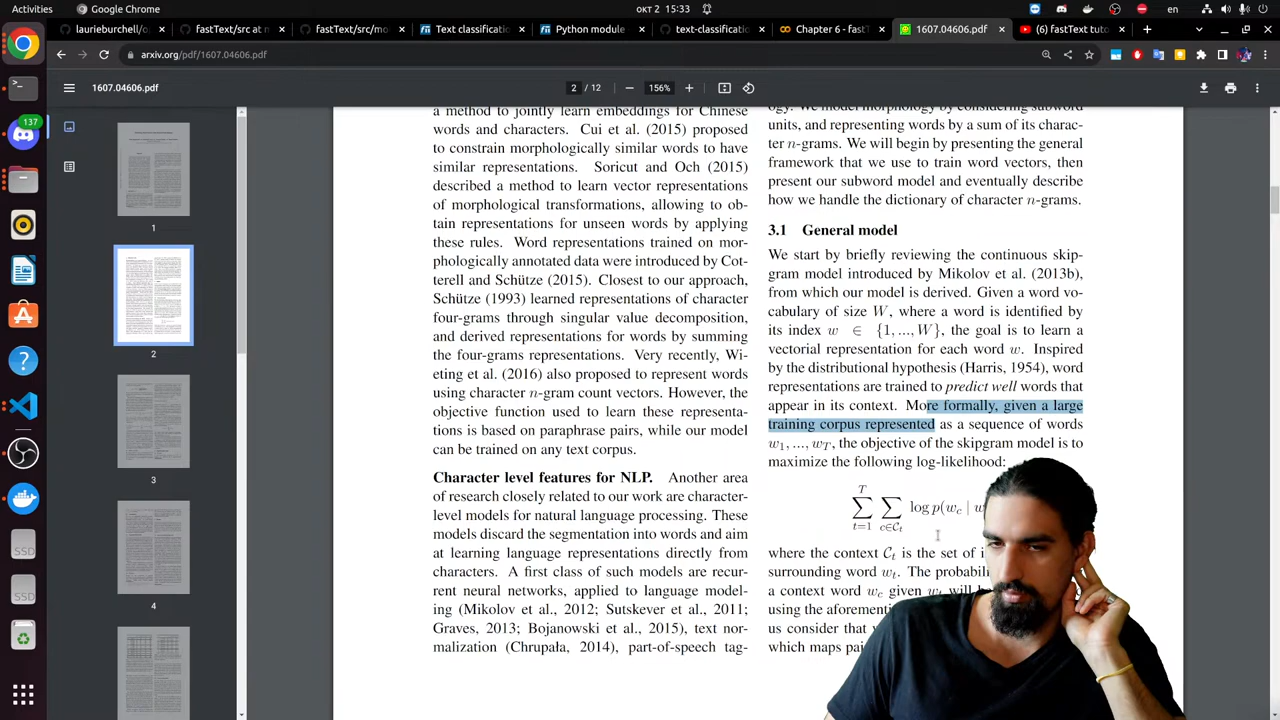 Activities
Google Chrome
окт 2 15:33
en
laurieburchell/o
fastText/src at m
fastText/src/mo
Text classificatio
Python module
text-classificatio
Chapter 6 - fast
1607.04606.pdf
(6) fastText tuto
arxiv.org/pdf/1607.04606.pdf
1607.04606.pdf
2 / 12
156%
137
1
2
3
4
SSD
SSD
to constrain morphologically similar words to have
similar representations. Soricut and Och (2015)
described a method to learn vector representations
of morphological transformations, allowing to ob-
tain representations for unseen words by applying
these rules. Word representations trained on mor-
phologically annotated data were introduced by Cot-
terell and Schütze (2015). Closest to our approach,
Schütze (1993) learned representations of character
four-grams through singular value decomposition,
and derived representations for words by summing
the four-grams representations. Very recently, Wi-
eting et al. (2016) also proposed to represent words
using character n-gram count vectors. However, the
objective function used to learn these representa-
tions is based on paraphrase pairs, while our model
can be trained on any text corpus.
Character level features for NLP. Another area
of research closely related to our work are character-
level models for natural language processing. These
models discard the segmentation into words and aim
at learning language representations directly from
characters. A first class of such models are recur-
rent neural networks, applied to language model-
ing (Mikolov et al., 2012; Sutskever et al., 2011;
Graves, 2013; Bojanowski et al., 2015), text nor-
malization (Chrupała, 2014), part-of-speech tag-
units, and representing words by a sum of its charac-
ter n-grams. We will begin by presenting the general
framework that we use to train word vectors, then
present our subword model and eventually describe
how we handle the dictionary of character n-grams.
3.1 General model
We start by briefly reviewing the continuous skip-
gram model introduced by Mikolov et al. (2013b),
from which our model is derived. Given a word vo-
cabulary of size W, where a word is identified by
its index w ∈ {1, ..., W}, the goal is to learn a
vectorial representation for each word w. Inspired
by the distributional hypothesis (Harris, 1954), word
representations are trained to predict well words that
appear in its context. More formally, given a large
training corpus represented as a sequence of words
w1, ..., wT, the objective of the skipgram model is to
maximize the following log-likelihood:
T
∑ ∑ log p(wc | w
t=1 c∈Ct
where the context Ct is the set of i
surrounding word wt. The probabi
a context word wc given wt will b
using the aforement
us consider that
which ma